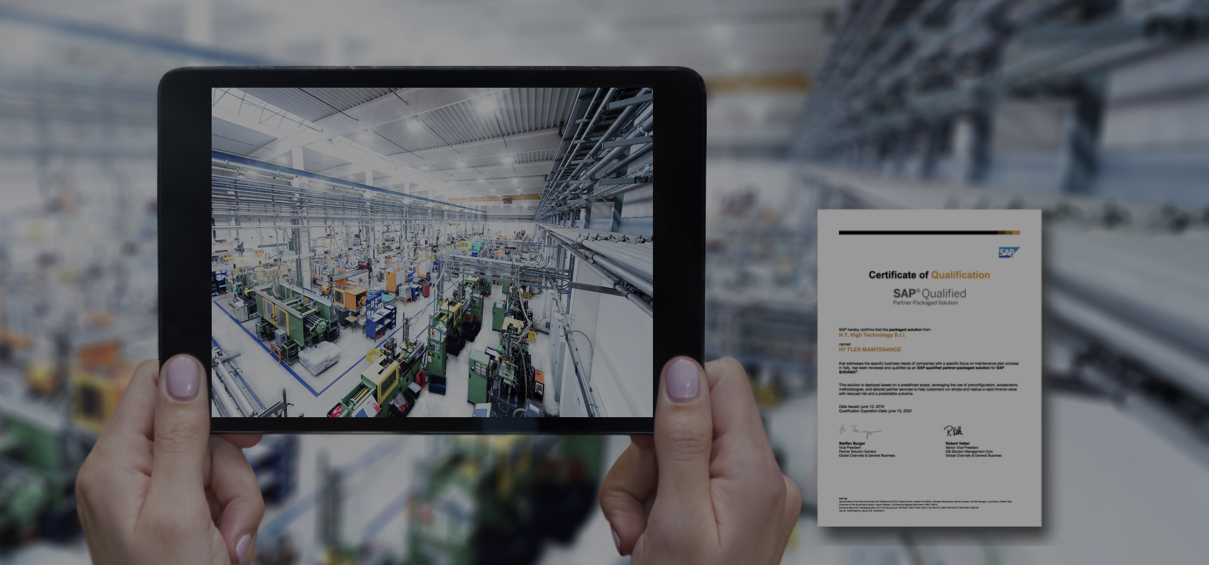 SAP
Certificate of Qualification
SAP® Qualified
Partner-Packaged Solution
SAP hereby confirms that the packaged solution from
H.T. High Technology S.r.l.
named
HT FLEX MAINTENANCE
that addresses the specific business needs of companies with a specific focus on maintenance plan process
in Italy, has been reviewed and qualified as an SAP-qualified partner-packaged solution for SAP
S/4HANA®.
This solution is deployed based on a predefined scope, leveraging the use of preconfiguration, accelerators,
methodologies, and tailored partner services to help customers run simple and realize a rapid time-to-value
with reduced risk and a predictable outcome.
Date issued: june 13, 2018
Qualification Expiration Date: june 13, 2020
Steffen Burger
Vice President
Partner Solution Centers
Global Channels & General Business
Robert Vetter
Senior Vice President
GB Solution Management Core
Global Channels & General Business